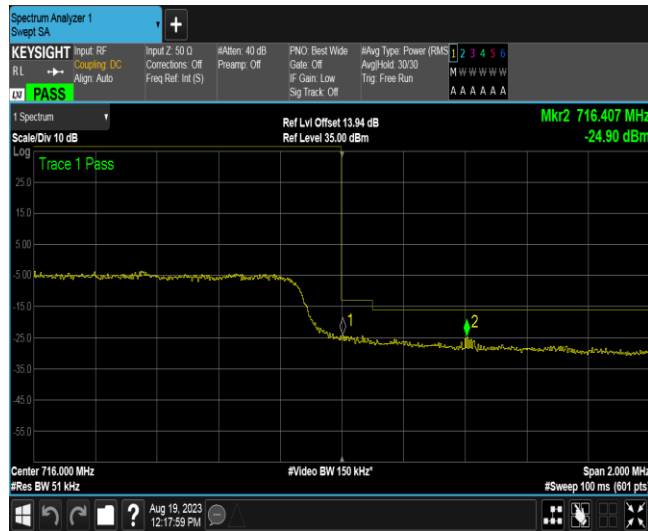 Spectrum Analyzer 1
Swept SA
+
KEYSIGHT
RL
LXI PASS
Input: RF
Coupling: DC
Align: Auto
Input Z: 50 Ω
Corrections: Off
Freq Ref: Int (S)
#Atten: 40 dB
Preamp: Off
PNO: Best Wide
Gate: Off
IF Gain: Low
Sig Track: Off
#Avg Type: Power (RMS
Avg|Hold: 30/30
Trig: Free Run
1 2 3 4 5 6
M W W W W W
A A A A A A
1 Spectrum
Scale/Div 10 dB
Ref Lvl Offset 13.94 dB
Ref Level 35.00 dBm
Mkr2 716.407 MHz
-24.90 dBm
Log
Trace 1 Pass
25.0
15.0
5.00
-5.00
-15.0
-25.0
-35.0
-45.0
-55.0
1
2
Center 716.000 MHz
#Res BW 51 kHz
#Video BW 150 kHz*
Span 2.000 MHz
#Sweep 100 ms (601 pts)
?
Aug 19, 2023
12:17:59 PM